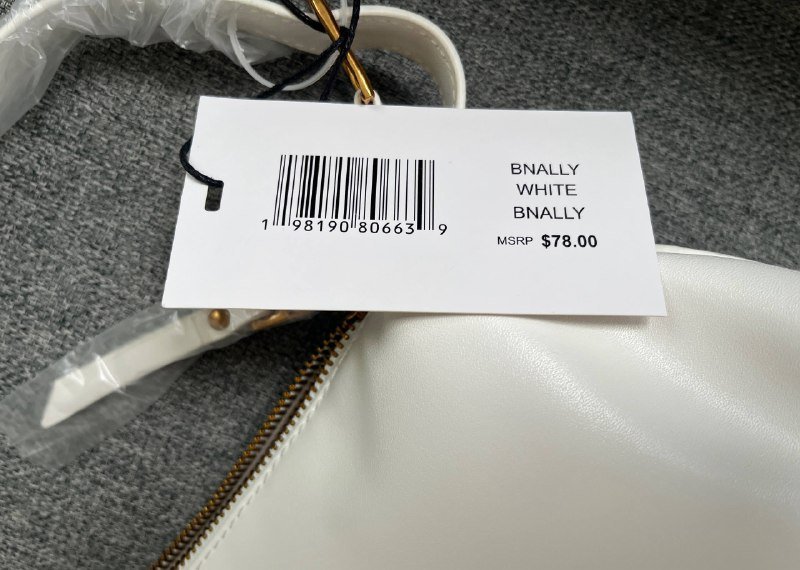 BNALLY
WHITE
BNALLY
MSRP $78.00
1 98190 80663 9